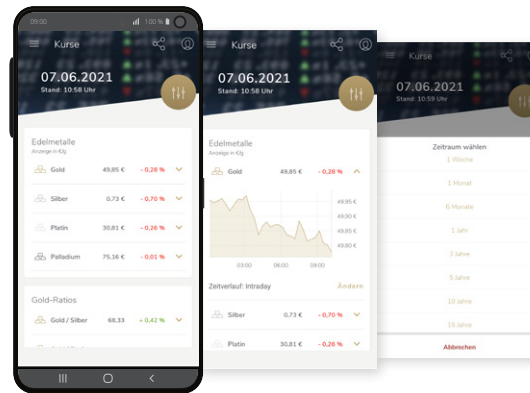 09:00
100 %
Kurse
07.06.2021
Stand: 10:58 Uhr
Edelmetalle
Anzeige in €/g
Gold 49,85 € - 0,28 %
Silber 0,73 € - 0,70 %
Platin 30,81 € - 0,26 %
Palladium 75,16 € - 0,01 %
Gold-Ratios
Gold / Silber 68,33 + 0,42 %
Kurse
07.06.2021
Stand: 10:58 Uhr
Edelmetalle
Anzeige in €/g
Gold 49,85 € - 0,28 %
49,95 €
49,90 €
49,85 €
49,80 €
03:00 06:00 09:00
Zeitverlauf: Intraday Ändern
Silber 0,73 € - 0,70 %
Platin 30,81 € - 0,26 %
Kurse
07.06.2021
Stand: 10:59 Uhr
Zeitraum wählen
1 Woche
1 Monat
6 Monate
1 Jahr
3 Jahre
5 Jahre
10 Jahre
15 Jahre
Abbrechen